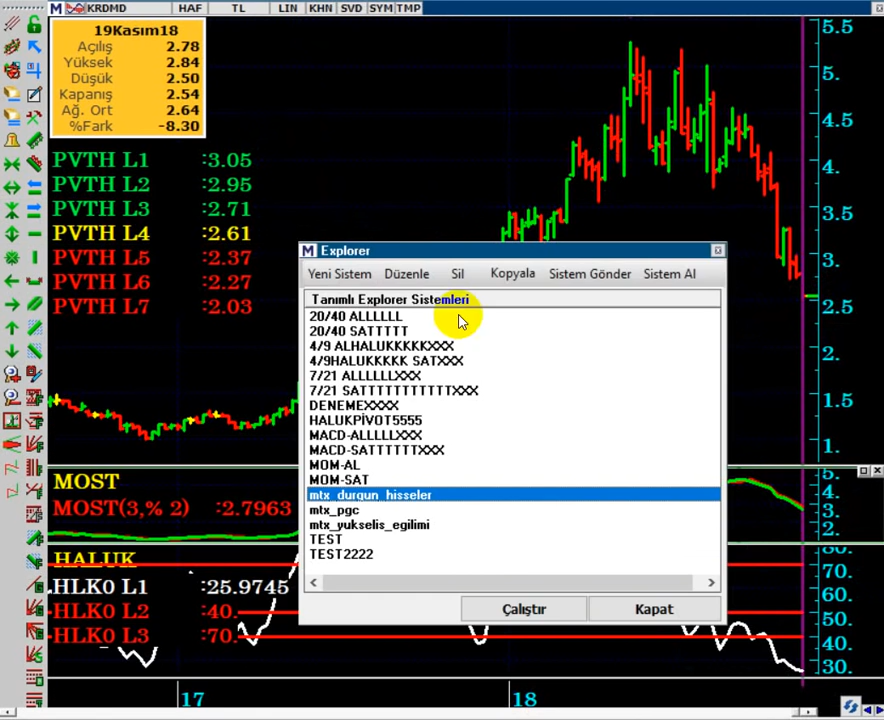 M KRDMD HAF TL LIN KHN SVD SYM TMP
19Kasım18
Açılış 2.78
Yüksek 2.84
Düşük 2.50
Kapanış 2.54
Ağ. Ort 2.64
%Fark -8.30
PVTH L1 :3.05
PVTH L2 :2.95
PVTH L3 :2.71
PVTH L4 :2.61
PVTH L5 :2.37
PVTH L6 :2.27
PVTH L7 :2.03
5.5
5.
4.5
4.
3.5
3.
2.5
2.
1.5
1.
M Explorer
Yeni Sistem Düzenle Sil Kopyala Sistem Gönder Sistem Al
Tanımlı Explorer Sistemleri
20/40 ALLLLLL
20/40 SATTTTT
4/9 ALHALUKKKKKXXX
4/9HALUKKKKK SATXXX
7/21 ALLLLLLXXX
7/21 SATTTTTTTTTTTXXX
DENEMEXXXX
HALUKPİVOT5555
MACD-ALLLLLXXX
MACD-SATTTTTTXXX
MOM-AL
MOM-SAT
mtx_durgun_hisseler
mtx_pgc
mtx_yukselis_egilimi
TEST
TEST2222
Çalıştır Kapat
MOST
MOST(3,% 2) :2.7963
5.
4.
3.
2.
HALUK
HLK0 L1 :25.9745
HLK0 L2 :40.
HLK0 L3 :70.
80.
70.
60.
50.
40.
30.
17 18